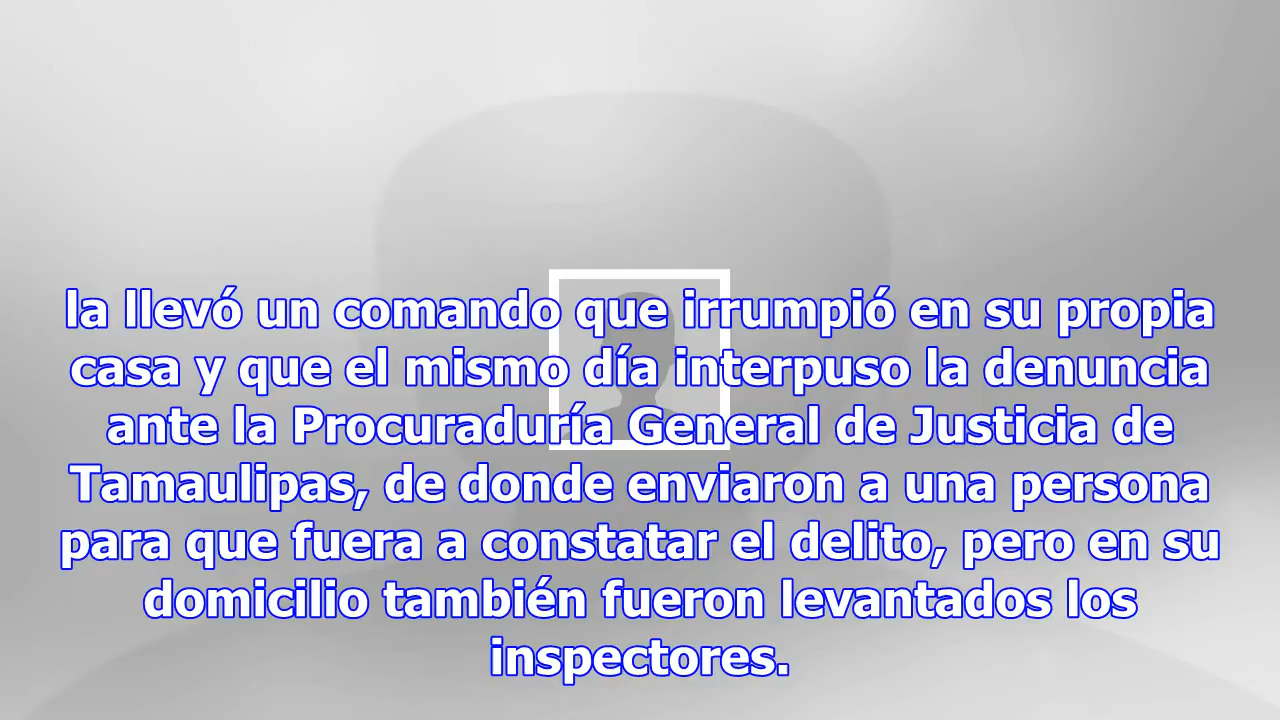 la llevó un comando que irrumpió en su propia
casa y que el mismo día interpuso la denuncia
ante la Procuraduría General de Justicia de
Tamaulipas, de donde enviaron a una persona
para que fuera a constatar el delito, pero en su
domicilio también fueron levantados los
inspectores.